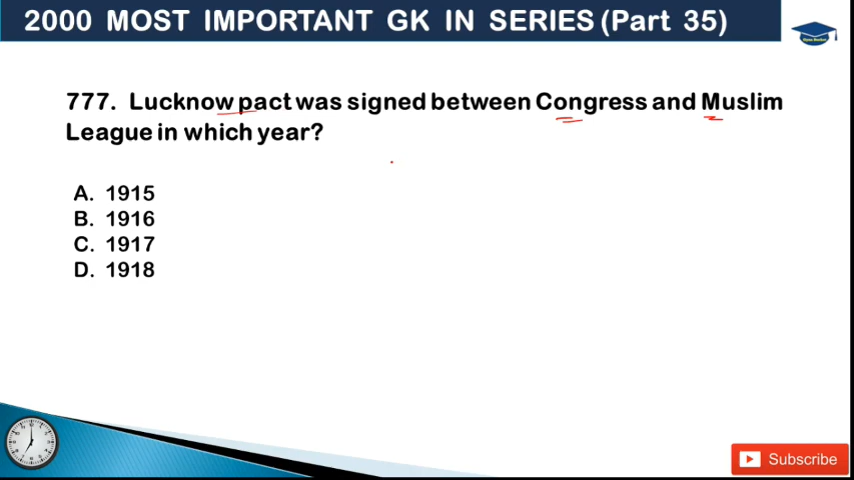 2000 MOST IMPORTANT GK IN SERIES (Part 35)
777. Lucknow pact was signed between Congress and Muslim
League in which year?
A. 1915
B. 1916
C. 1917
D. 1918
Subscribe